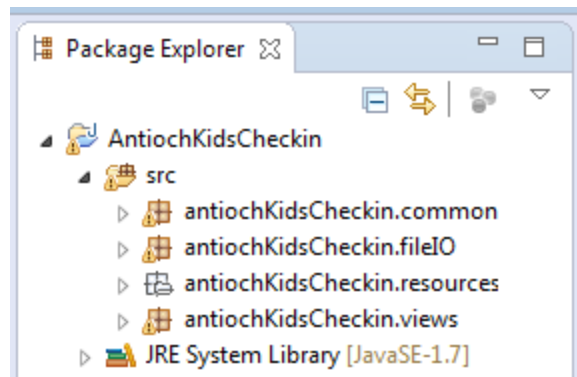 Package Explorer
AntiochKidsCheckin
src
antiochKidsCheckin.common
antiochKidsCheckin.fileIO
antiochKidsCheckin.resources
antiochKidsCheckin.views
JRE System Library [JavaSE-1.7]